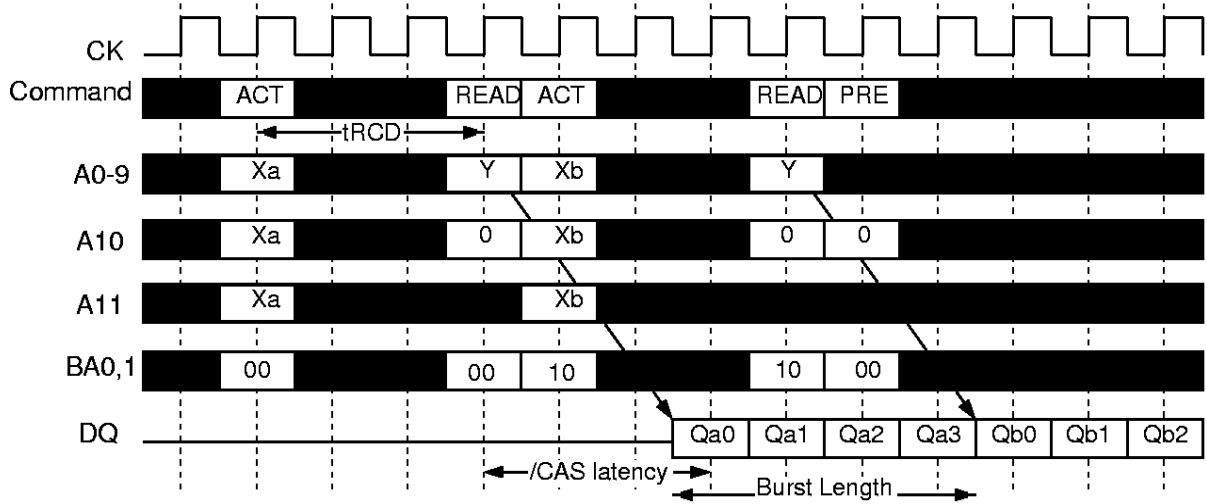 CK
Command ACT READ ACT READ PRE
tRCD
A0-9 Xa Y Xb Y
A10 Xa 0 Xb 0 0
A11 Xa Xb
BA0,1 00 00 10 10 00
DQ Qa0 Qa1 Qa2 Qa3 Qb0 Qb1 Qb2
/CAS latency
Burst Length